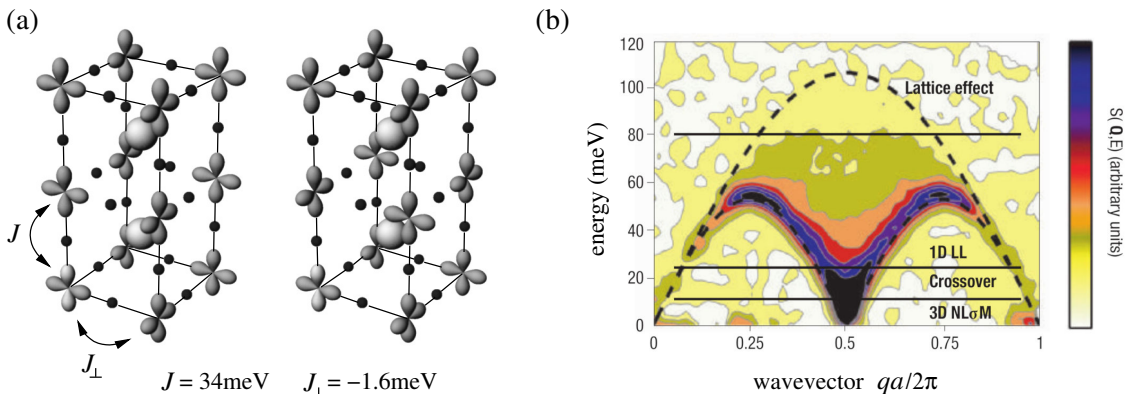 (a)
J
J⊥
J = 34meV J⊥ = −1.6meV
(b)
energy (meV)
120
100
80
60
40
20
0
Lattice effect
1D LL
Crossover
3D NLσM
0 0.25 0.5 0.75 1
wavevector qa/2π
S(Q,E) (arbitrary units)